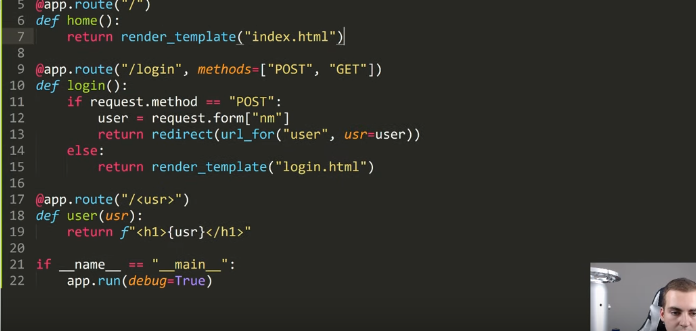 5 @app.route("/")
6 def home():
7     return render_template("index.html")
8
9 @app.route("/login", methods=["POST", "GET"])
10 def login():
11     if request.method == "POST":
12         user = request.form["nm"]
13         return redirect(url_for("user", usr=user))
14     else:
15         return render_template("login.html")
16
17 @app.route("/<usr>")
18 def user(usr):
19     return f"<h1>{usr}</h1>"
20
21 if __name__ == "__main__":
22     app.run(debug=True)